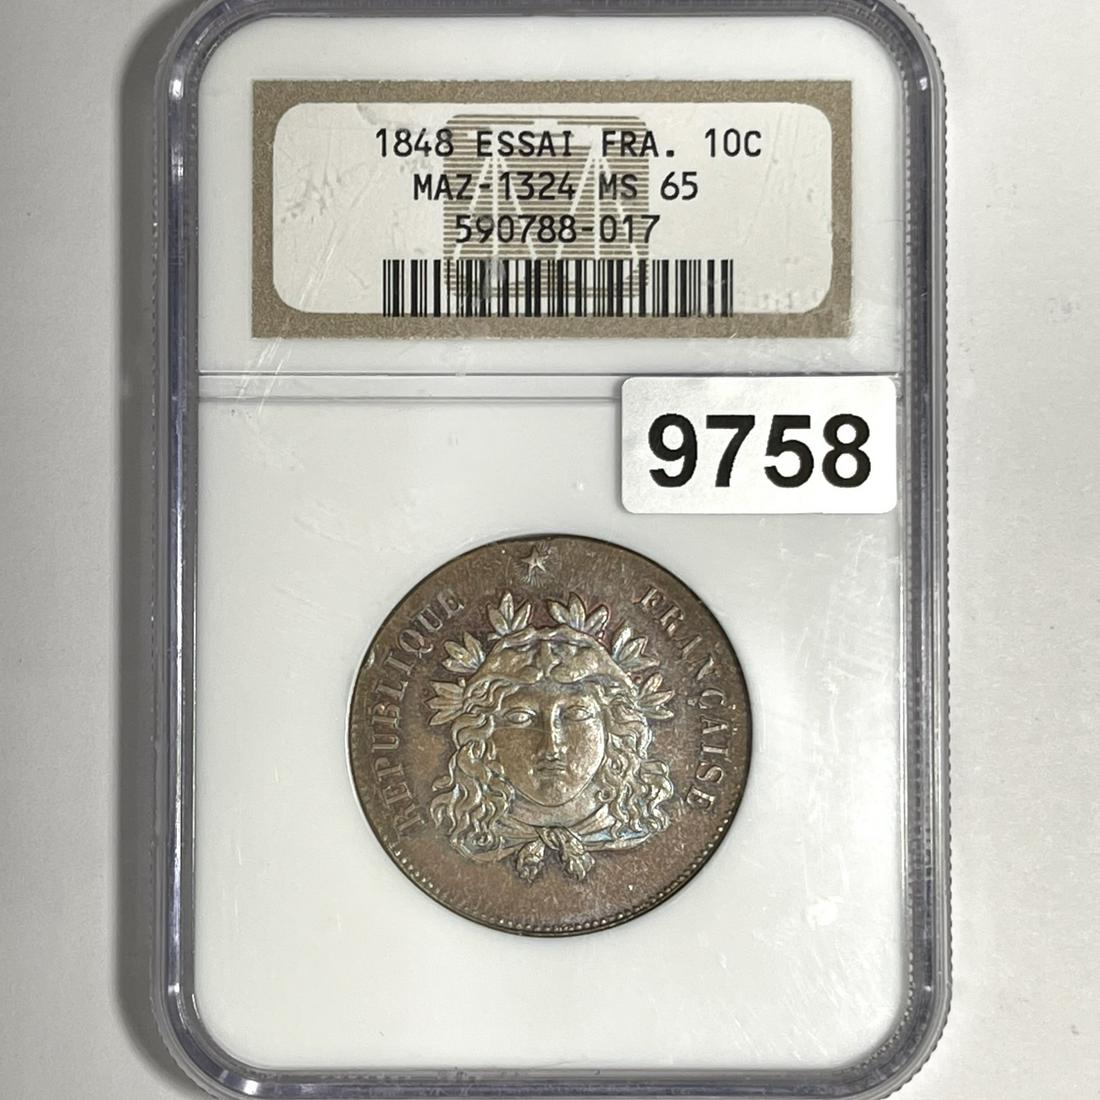 1848 ESSAI FRA. 10C
MAZ-1324 MS 65
590788-017
9758
REPUBLIQUE FRANÇAISE